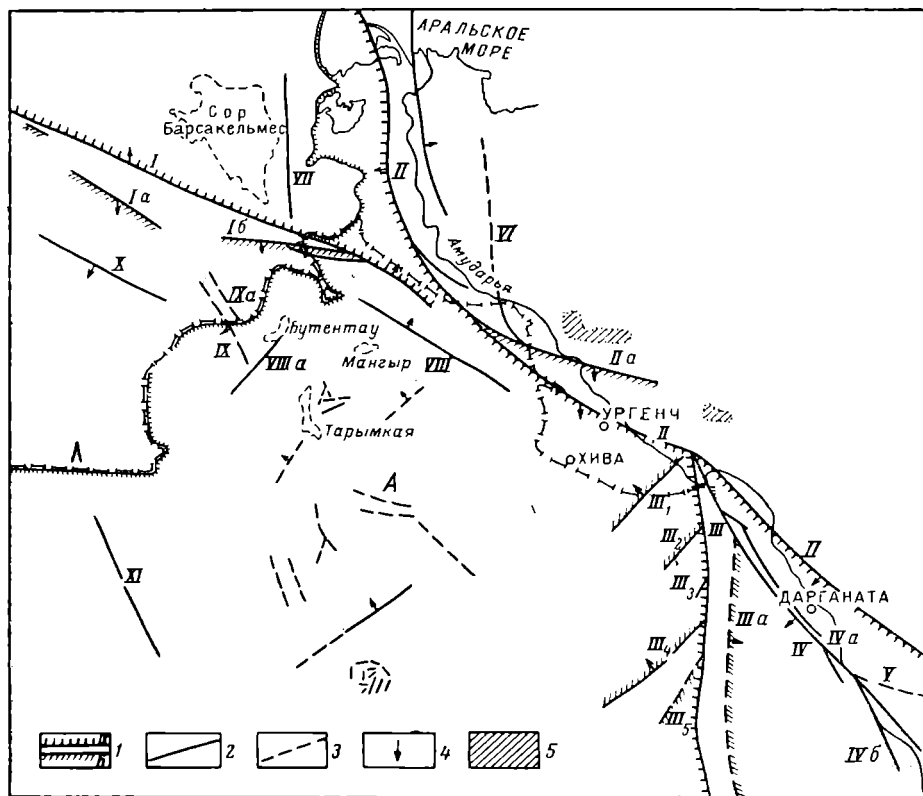 АРАЛЬСКОЕ
МОРЕ
Сор
Барсакельмес
I
II
VII
Iа
Iб
VI
Амударья
X
IXа
IX
Бутентау
VIIIа
Мангыр
VIII
IIа
Тарымкая
УРГЕНЧ
II
ХИВА
Л
А
III₁
III
III₂
II
XI
III₃
IIIа
ДАРГАНАТА
III₄
IV
IVа
V
III₅
IVб
а
б
1
2
3
4
5